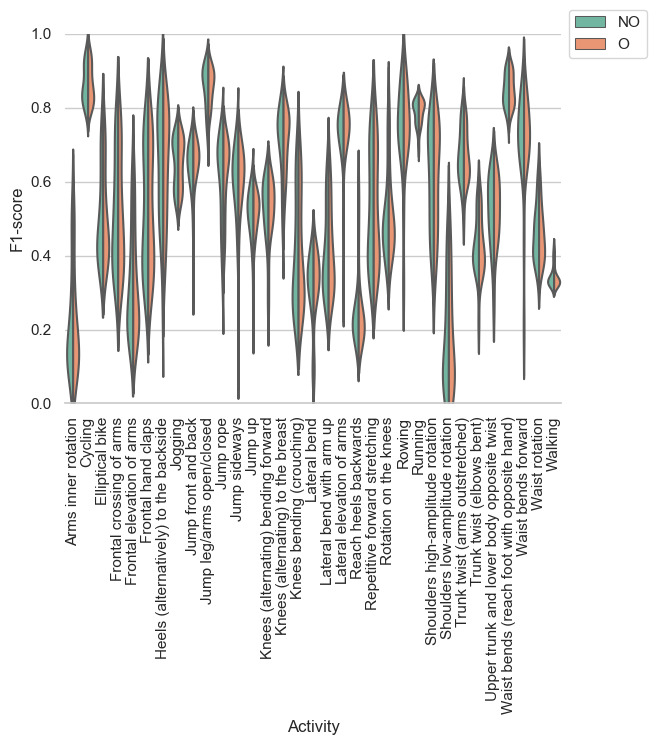 NO
O
1.0
0.8
0.6
0.4
0.2
0.0
F1-score
Arms inner rotation
Cycling
Elliptical bike
Frontal crossing of arms
Frontal elevation of arms
Frontal hand claps
Heels (alternatively) to the backside
Jogging
Jump front and back
Jump leg/arms open/closed
Jump rope
Jump sideways
Jump up
Knees (alternating) bending forward
Knees (alternating) to the breast
Knees bending (crouching)
Lateral bend
Lateral bend with arm up
Lateral elevation of arms
Reach heels backwards
Repetitive forward stretching
Rotation on the knees
Rowing
Running
Shoulders high-amplitude rotation
Shoulders low-amplitude rotation
Trunk twist (arms outstretched)
Trunk twist (elbows bent)
Upper trunk and lower body opposite twist
Waist bends (reach foot with opposite hand)
Waist bends forward
Waist rotation
Walking
Activity